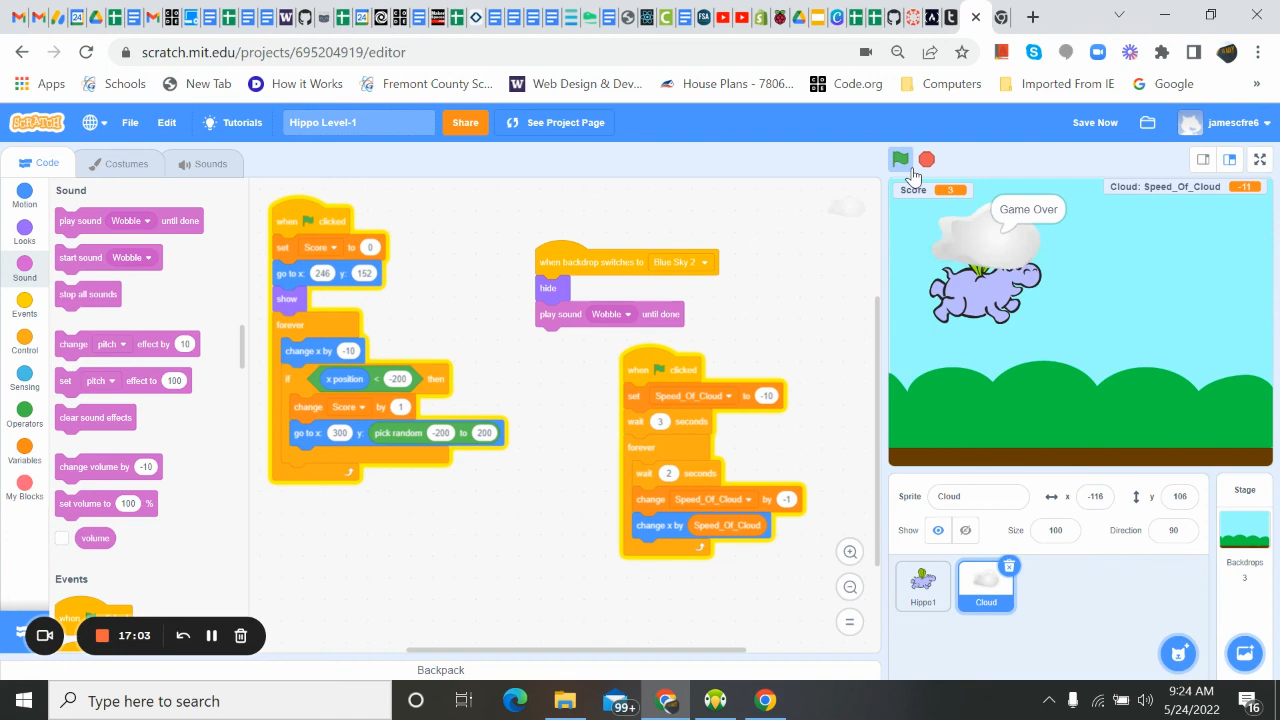 scratch.mit.edu/projects/695204919/editor
Apps Schools New Tab How it Works Fremont County Sc... Web Design & Dev... House Plans - 7806... Code.org Computers Imported From IE Google »
SCRATCH File Edit Tutorials Hippo Level-1 Share See Project Page Save Now jamescfre6
Code Costumes Sounds
Motion
Looks
Sound
Events
Control
Sensing
Operators
Variables
My Blocks
Sound
play sound Wobble until done
start sound Wobble
stop all sounds
change pitch effect by 10
set pitch effect to 100
clear sound effects
change volume by -10
set volume to 100 %
volume
Events
when clicked
when clicked
set Score to 0
go to x: 246 y: 152
show
forever
change x by -10
if x position < -200 then
change Score by 1
go to x: 300 y: pick random -200 to 200
when backdrop switches to Blue Sky 2
hide
play sound Wobble until done
when clicked
set Speed_Of_Cloud to -10
wait 3 seconds
forever
wait 2 seconds
change Speed_Of_Cloud by -1
change x by Speed_Of_Cloud
Score 3
Cloud: Speed_Of_Cloud -11
Game Over
Sprite Cloud x -116 y 106
Show Size 100 Direction 90
Hippo1
Cloud
Stage
Backdrops
3
17:03
Backpack
Type here to search
99+
9:24 AM
5/24/2022
16